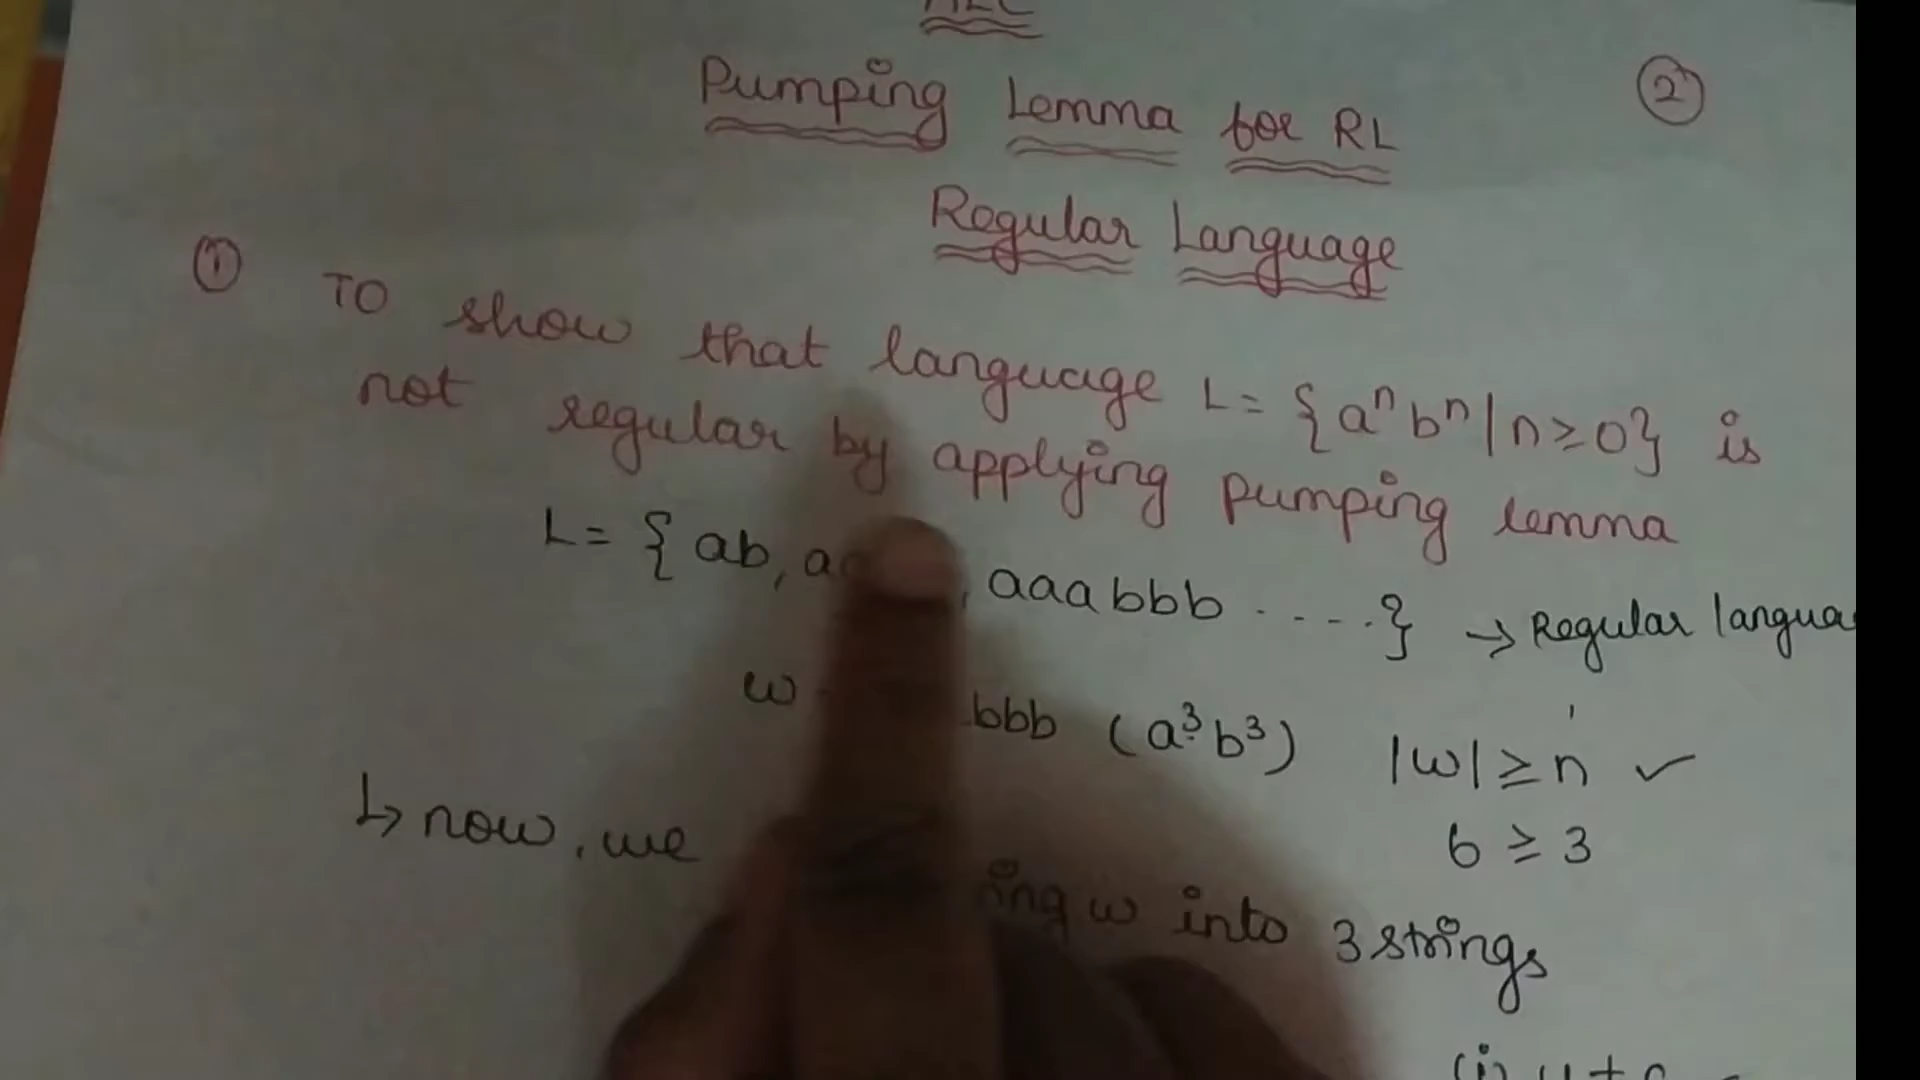 Pumping Lemma for RL
2
Regular Language
① To show that language L = {aⁿbⁿ | n ≥ 0} is
not regular by applying pumping lemma
L = { ab, , aaabbb . - - - . } → Regular
w bbb (a³b³) |w| ≥ n ✓
6 ≥ 3
↳ now, we w into 3 strings